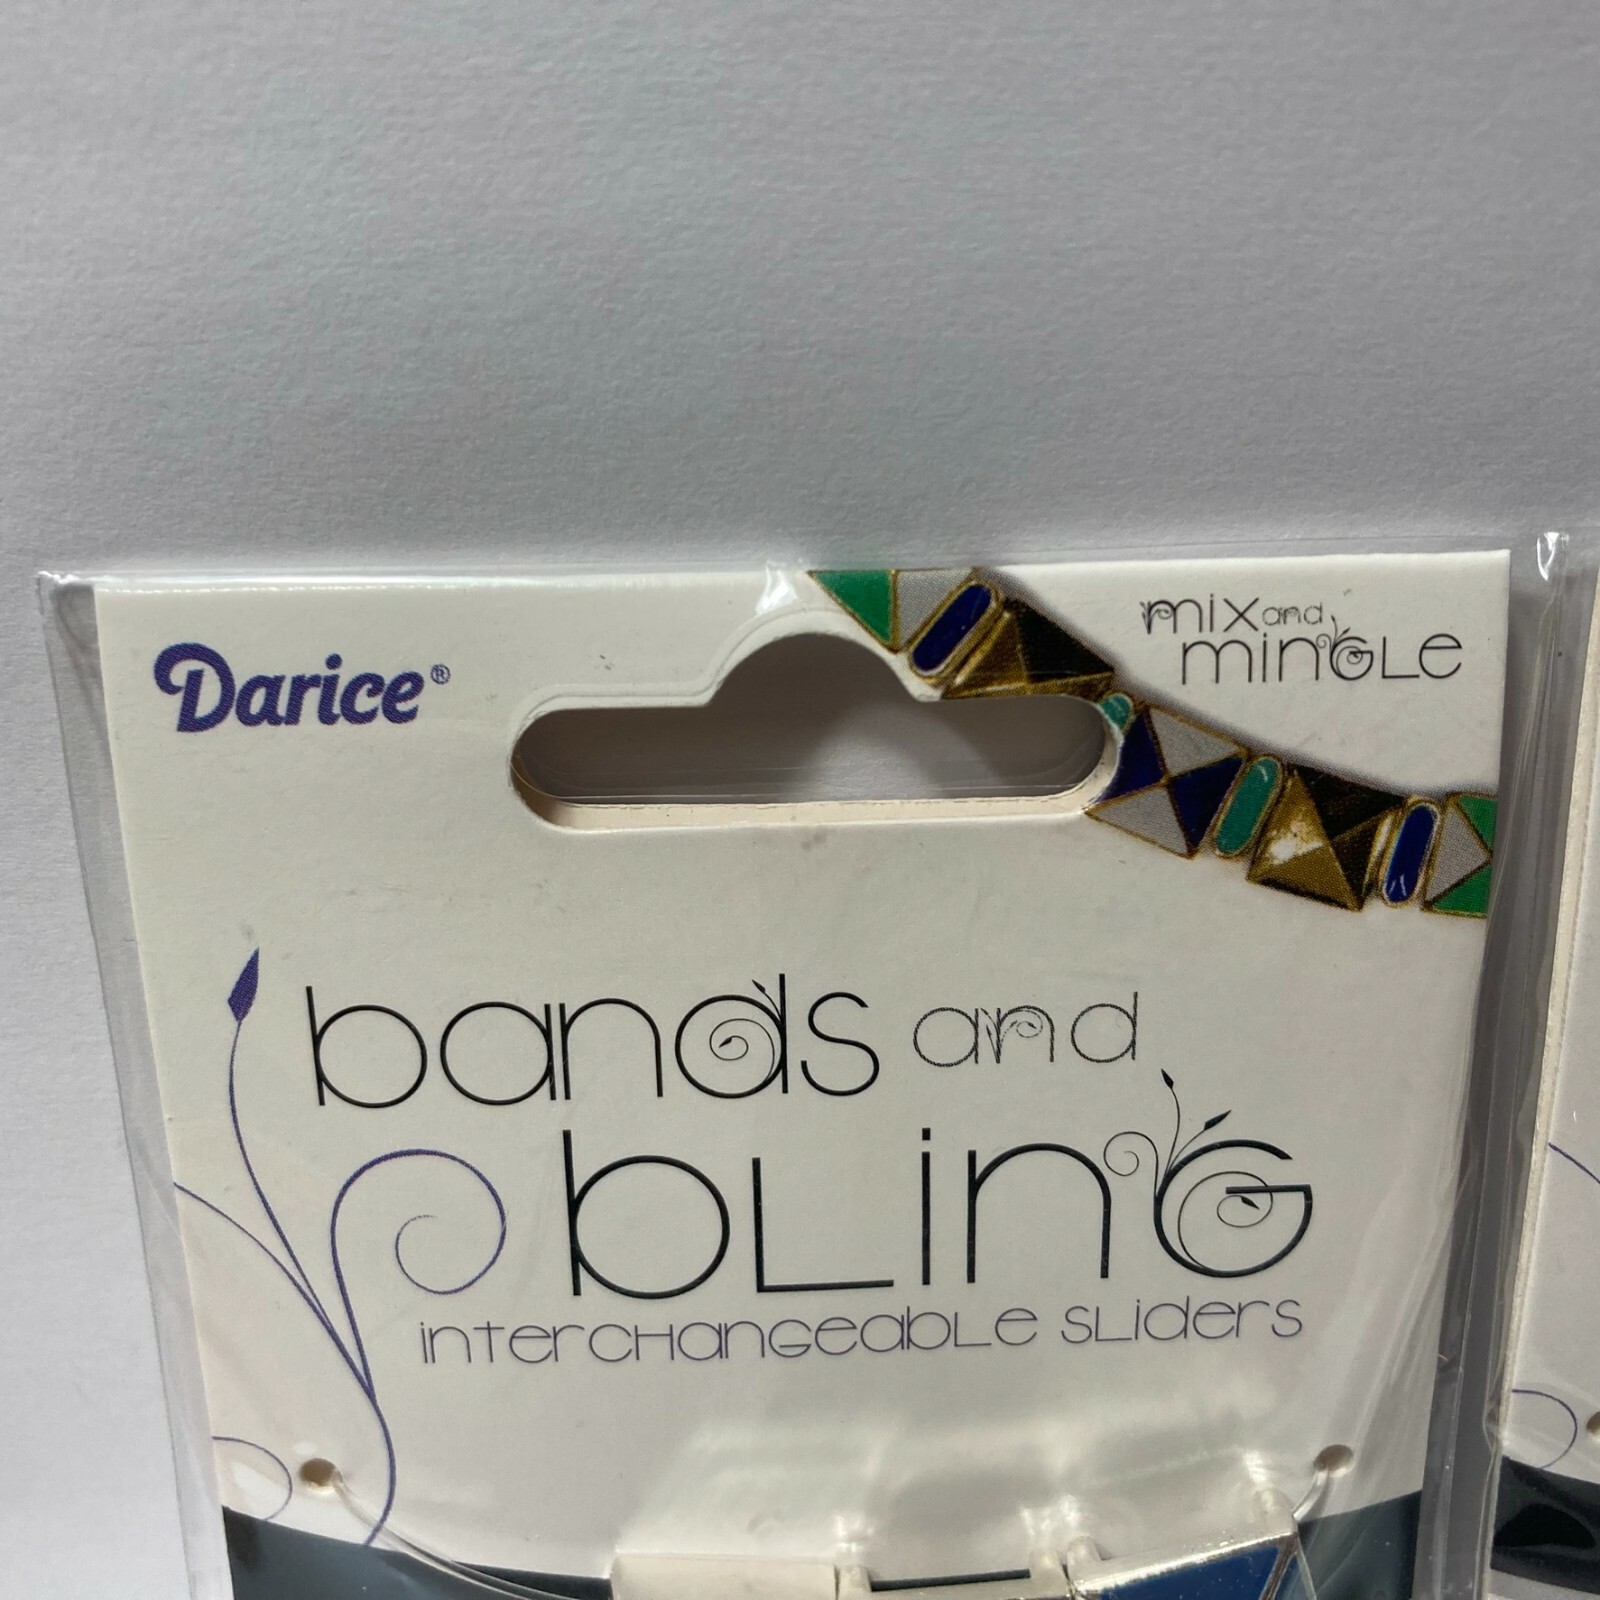 Darice®
mix and
mingle
bands and
bling
interchangeable sliders